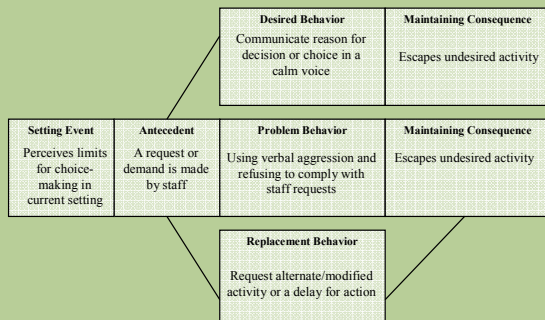 Desired Behavior
Communicate reason for
decision or choice in a
calm voice
Maintaining Consequence
Escapes undesired activity
Setting Event
Perceives limits
for choice-
making in
current setting
Antecedent
A request or
demand is made
by staff
Problem Behavior
Using verbal aggression and
refusing to comply with
staff requests
Maintaining Consequence
Escapes undesired activity
Replacement Behavior
Request alternate/modified
activity or a delay for action